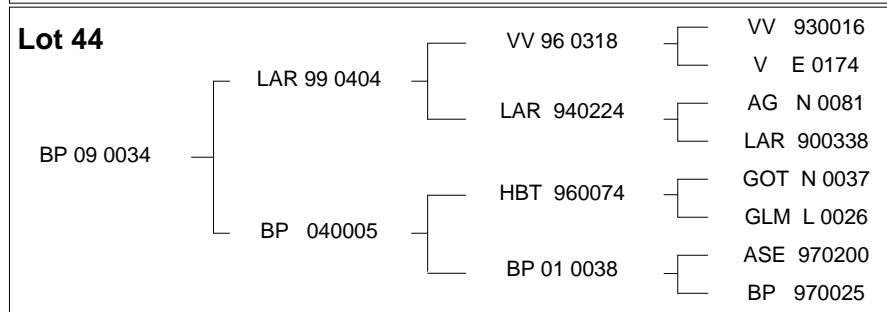 Lot 44
BP 09 0034
LAR 99 0404
BP 040005
VV 96 0318
LAR 940224
HBT 960074
BP 01 0038
VV 930016
V E 0174
AG N 0081
LAR 900338
GOT N 0037
GLM L 0026
ASE 970200
BP 970025